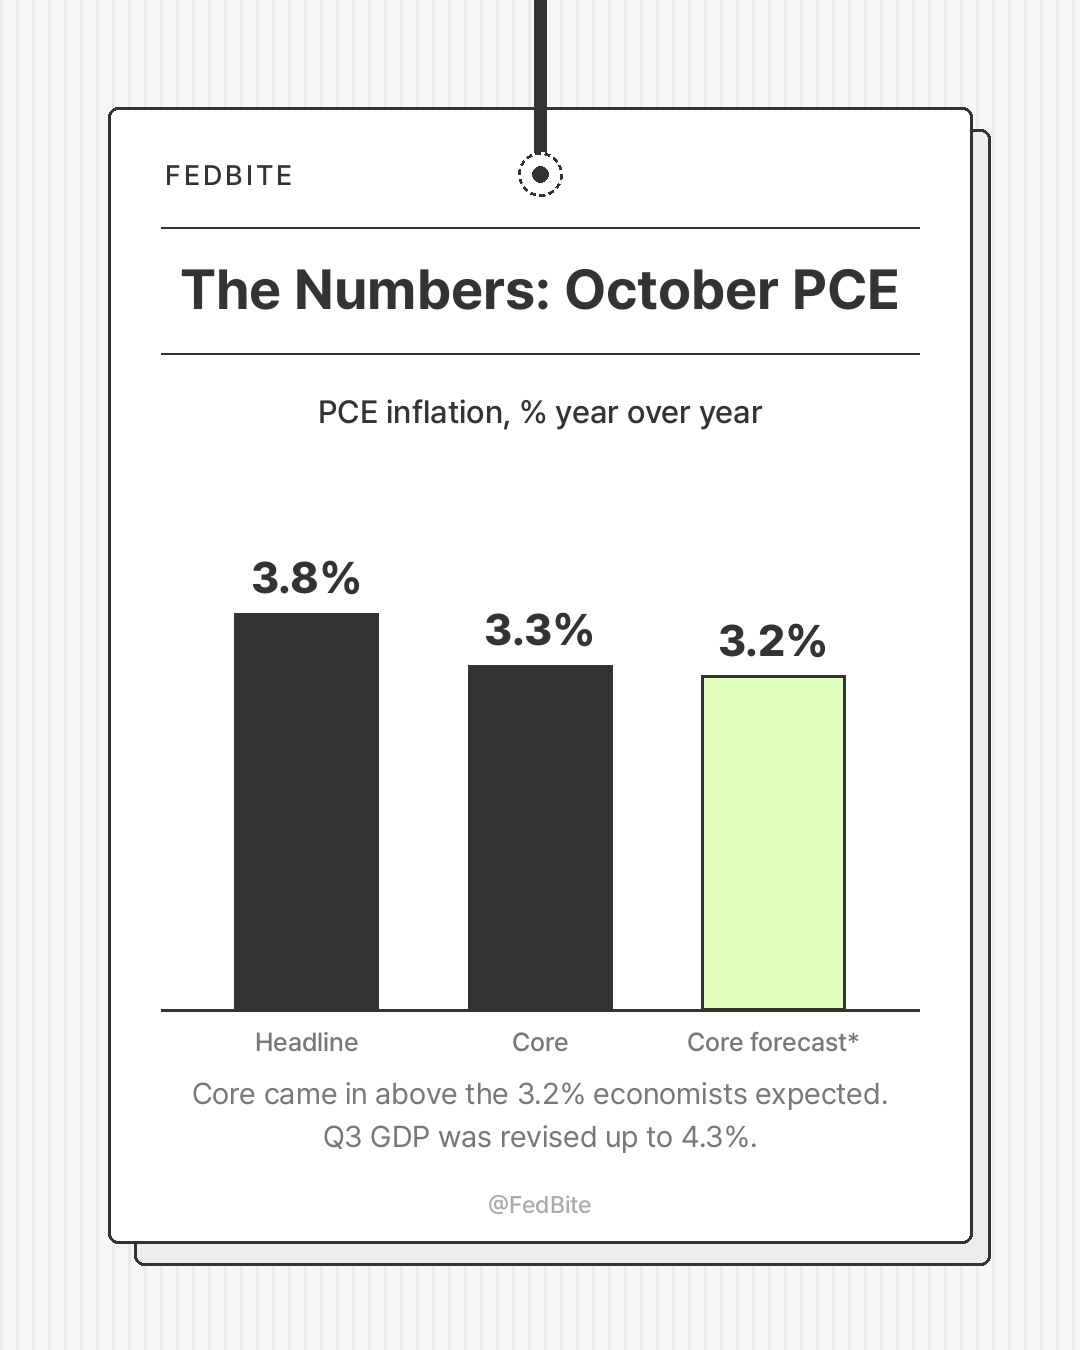 FEDBITE
The Numbers: October PCE
PCE inflation, % year over year
3.8%
3.3%
3.2%
Headline
Core
Core forecast*
Core came in above the 3.2% economists expected.
Q3 GDP was revised up to 4.3%.
@FedBite